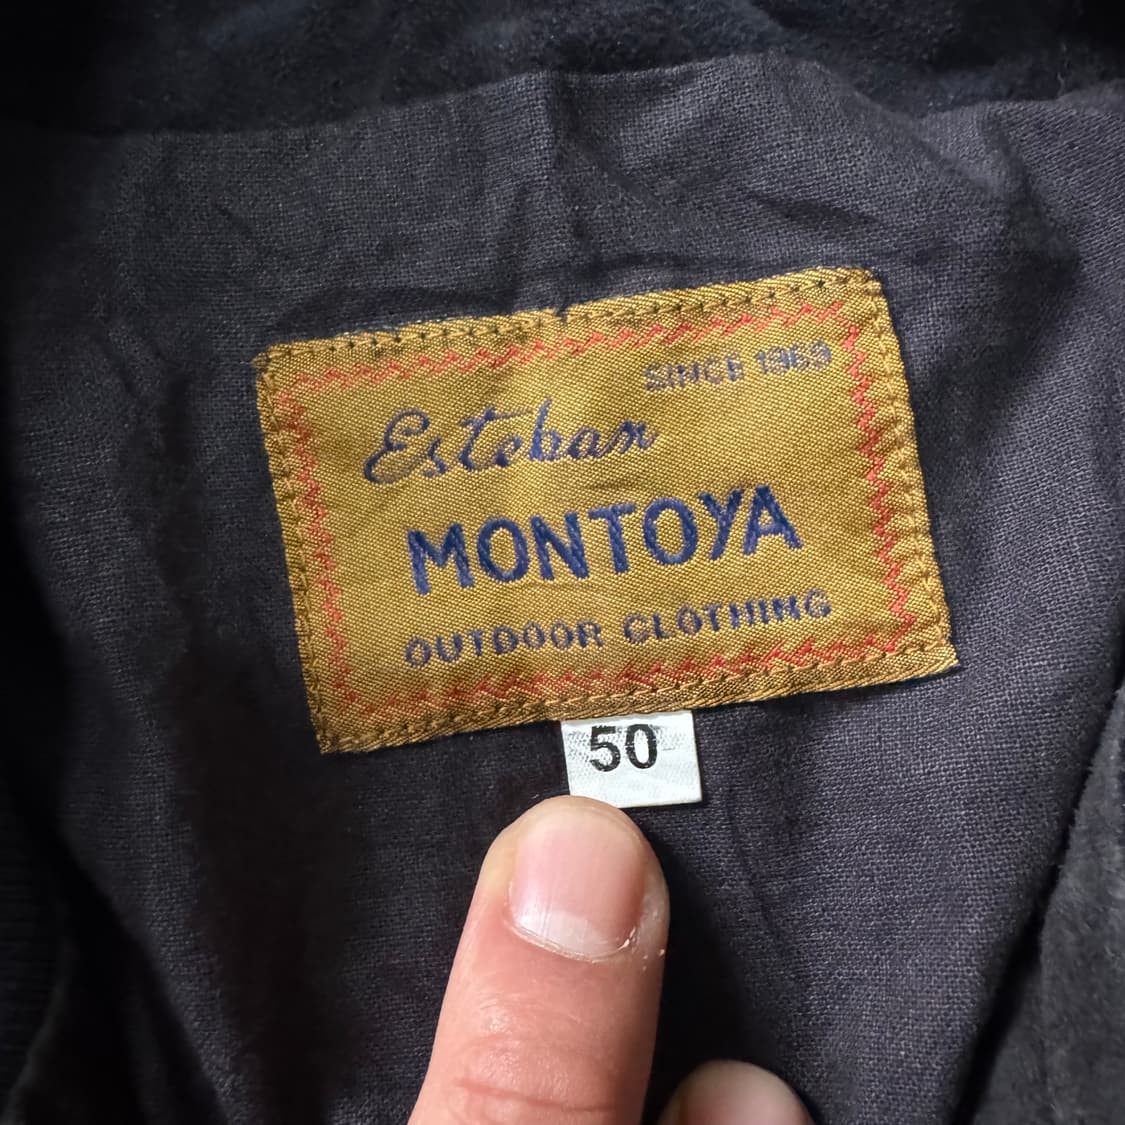 SINCE 1969
Esteban
MONTOYA
OUTDOOR CLOTHING
50